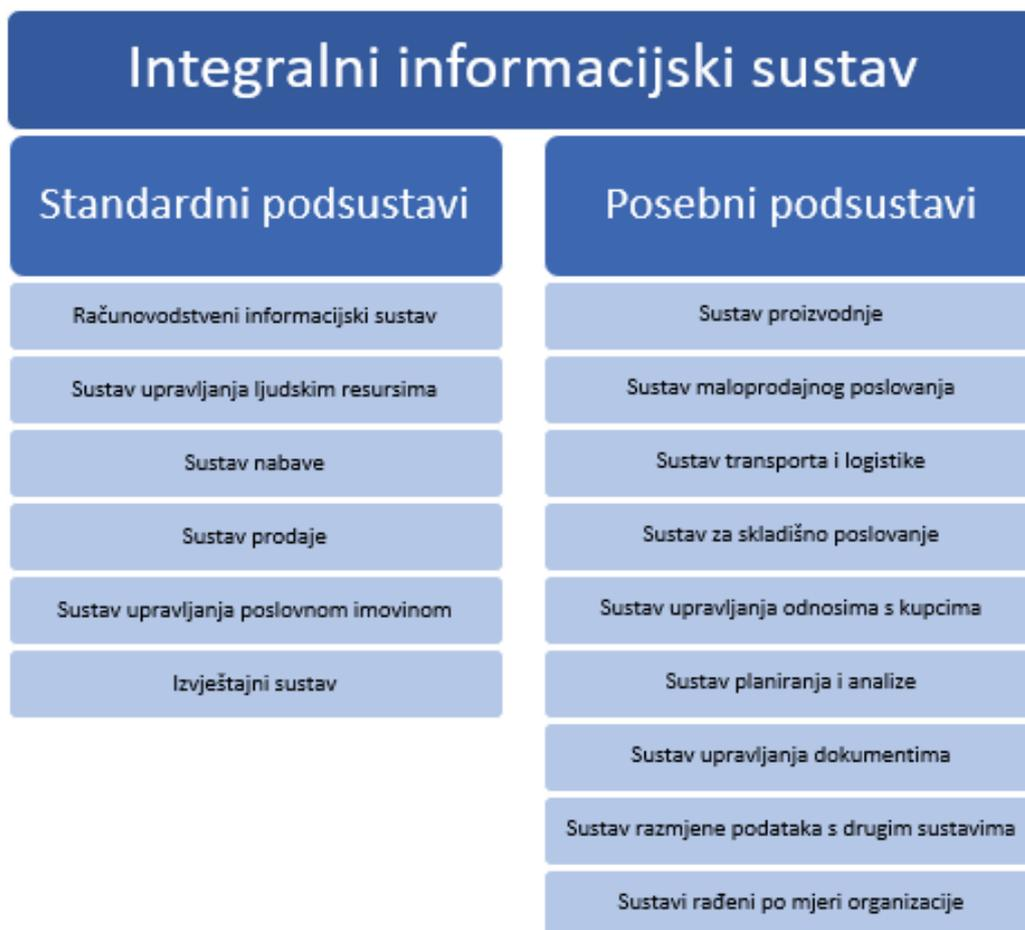 Integralni informacijski sustav
Standardni podsustavi
Računovodstveni informacijski sustav
Sustav upravljanja ljudskim resursima
Sustav nabave
Sustav prodaje
Sustav upravljanja poslovnom imovinom
Izvještajni sustav
Posebni podsustavi
Sustav proizvodnje
Sustav maloprodajnog poslovanja
Sustav transporta i logistike
Sustav za skladišno poslovanje
Sustav upravljanja odnosima s kupcima
Sustav planiranja i analize
Sustav upravljanja dokumentima
Sustav razmjene podataka s drugim sustavima
Sustavi rađeni po mjeri organizacije